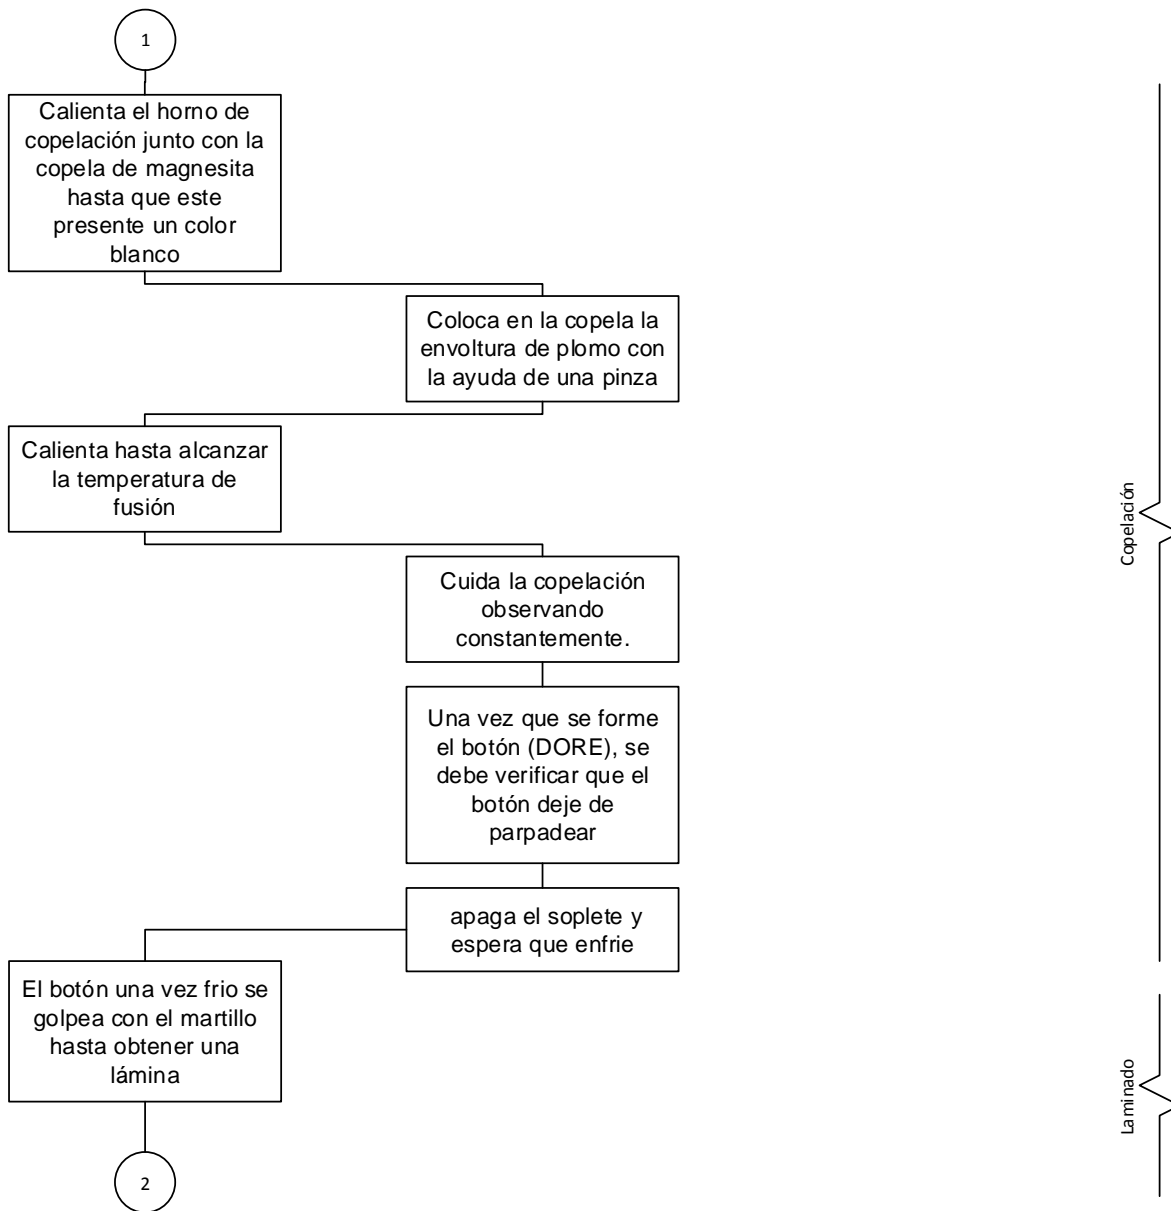 1
Calienta el horno de
copelación junto con la
copela de magnesita
hasta que este
presente un color
blanco
Coloca en la copela la
envoltura de plomo con
la ayuda de una pinza
Calienta hasta alcanzar
la temperatura de
fusión
Copelación
Cuida la copelación
observando
constantemente.
Una vez que se forme
el botón (DORE), se
debe verificar que el
botón deje de
parpadear
apaga el soplete y
espera que enfrie
El botón una vez frio se
golpea con el martillo
hasta obtener una
lámina
Laminado
2